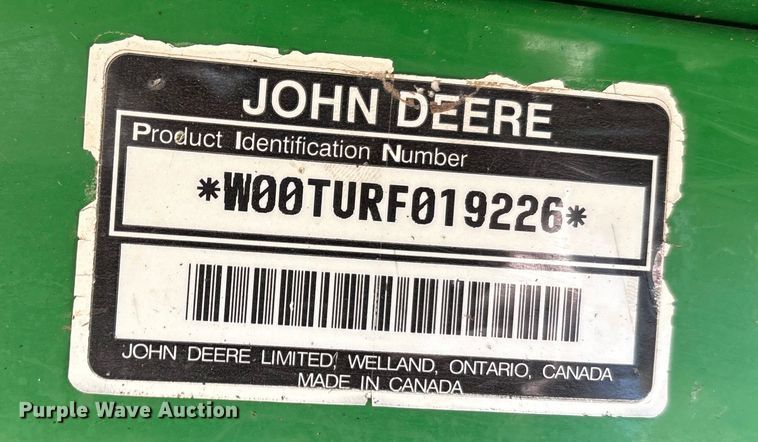 JOHN DEERE
Product Identification Number
*W00TURF019226*
JOHN DEERE LIMITED, WELLAND, ONTARIO, CANADA
MADE IN CANADA
Purple Wave Auction